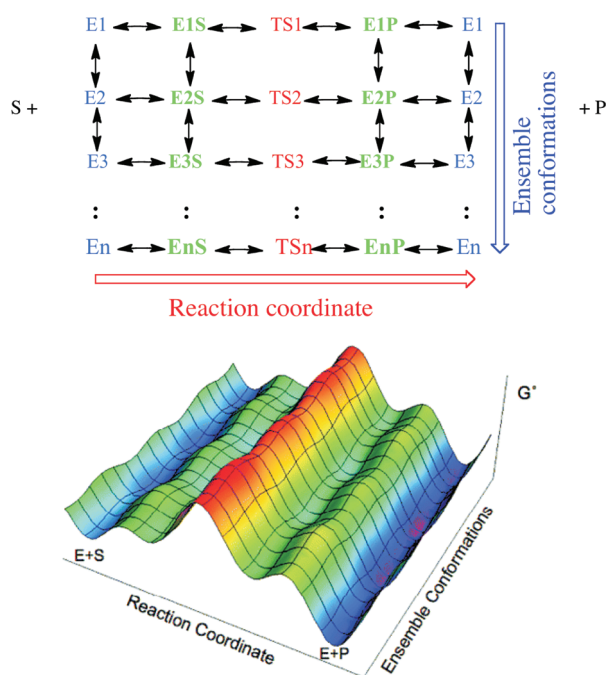 E1 E1S TS1 E1P E1
S + E2 E2S TS2 E2P E2 + P
E3 E3S TS3 E3P E3
: : : : :
En EnS TSn EnP En
Ensemble
conformations
Reaction coordinate
G°
E+S
Reaction Coordinate
E+P
Ensemble Conformations